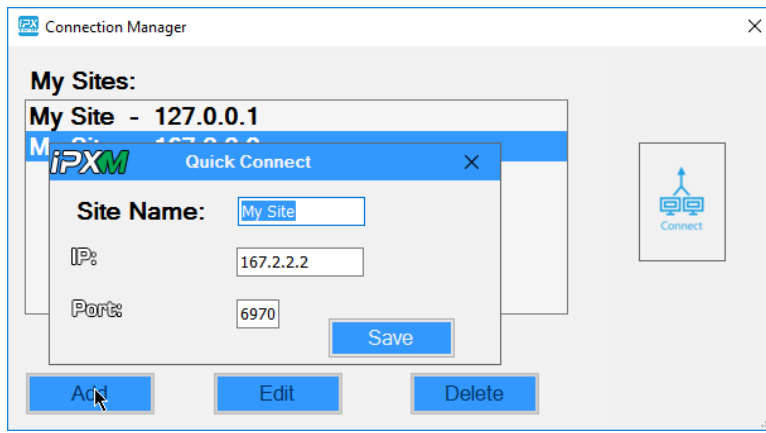 iPX
Connection Manager
My Sites:
My Site - 127.0.0.1
iPXM Quick Connect
Site Name: My Site
IP: 167.2.2.2
Port: 6970
Save
Connect
Add Edit Delete